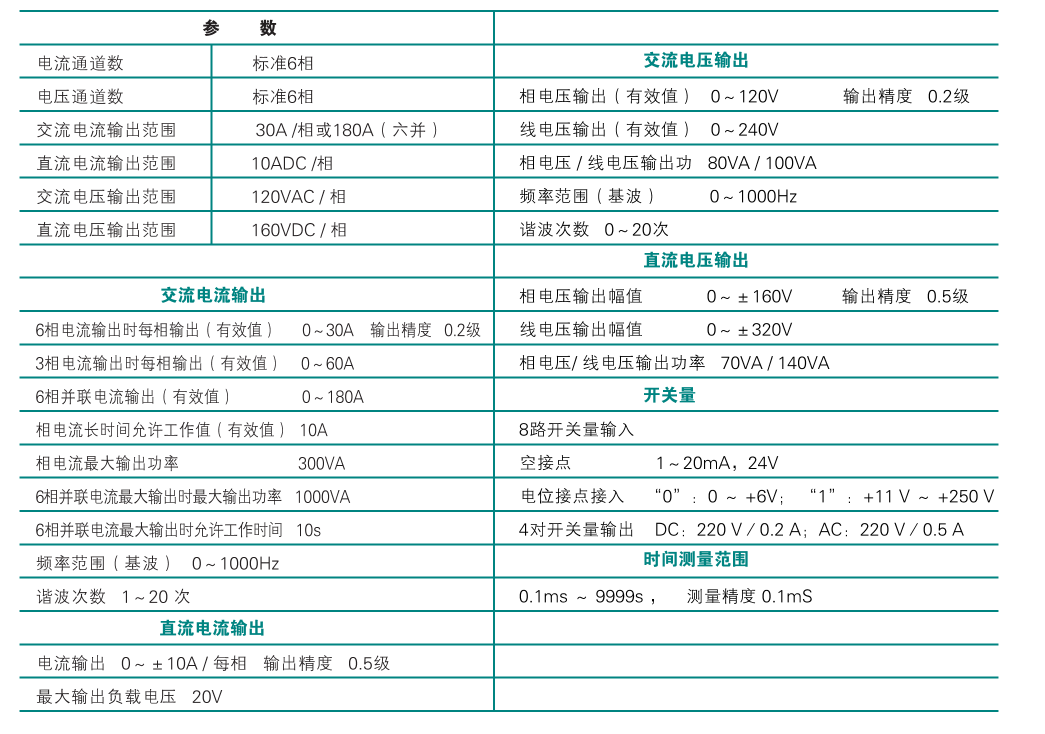 参 数
电流通道数 标准6相
电压通道数 标准6相
交流电流输出范围 30A /相或180A（六并）
直流电流输出范围 10ADC /相
交流电压输出范围 120VAC / 相
直流电压输出范围 160VDC / 相
交流电流输出
6相电流输出时每相输出（有效值） 0～30A 输出精度 0.2级
3相电流输出时每相输出（有效值） 0～60A
6相并联电流输出（有效值） 0～180A
相电流长时间允许工作值（有效值） 10A
相电流最大输出功率 300VA
6相并联电流最大输出时最大输出功率 1000VA
6相并联电流最大输出时允许工作时间 10s
频率范围（基波） 0～1000Hz
谐波次数 1～20 次
直流电流输出
电流输出 0～ ±10A / 每相 输出精度 0.5级
最大输出负载电压 20V
交流电压输出
相电压输出（有效值） 0～120V 输出精度 0.2级
线电压输出（有效值） 0～240V
相电压 / 线电压输出功 80VA / 100VA
频率范围（基波） 0～1000Hz
谐波次数 0～20次
直流电压输出
相电压输出幅值 0～ ±160V 输出精度 0.5级
线电压输出幅值 0～ ±320V
相电压/ 线电压输出功率 70VA / 140VA
开关量
8路开关量输入
空接点 1～20mA，24V
电位接点接入 “0”：0 ～ +6V； “1”：+11 V ～ +250 V
4对开关量输出 DC：220 V / 0.2 A；AC：220 V / 0.5 A
时间测量范围
0.1ms ～ 9999s ， 测量精度 0.1mS